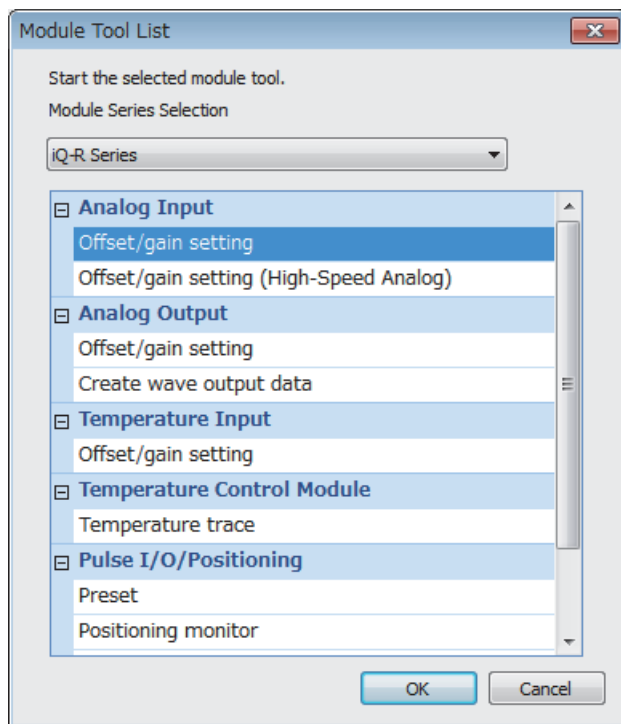 Module Tool List
Start the selected module tool.
Module Series Selection
iQ-R Series
Analog Input
Offset/gain setting
Offset/gain setting (High-Speed Analog)
Analog Output
Offset/gain setting
Create wave output data
Temperature Input
Offset/gain setting
Temperature Control Module
Temperature trace
Pulse I/O/Positioning
Preset
Positioning monitor
OK Cancel